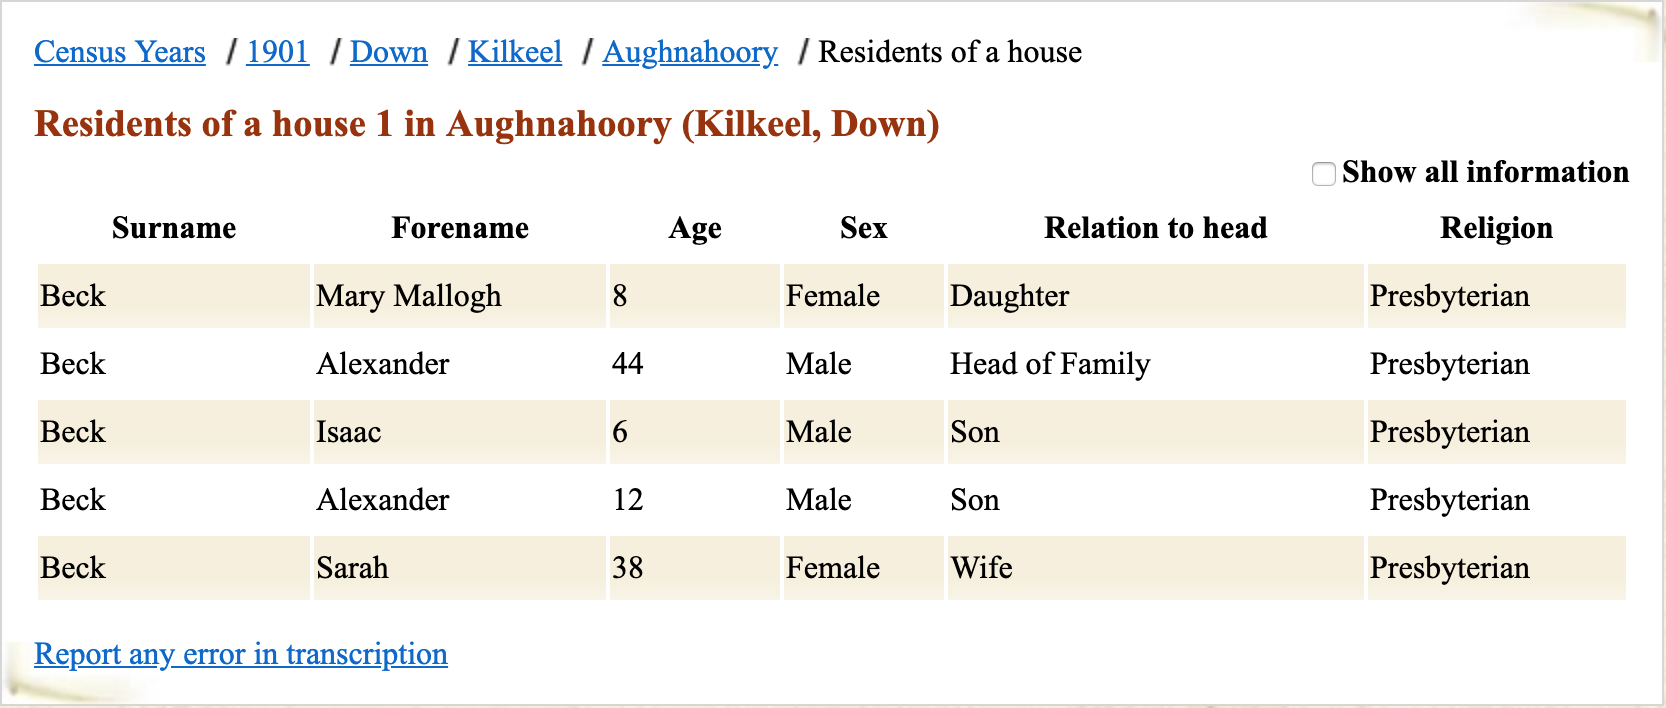 Census Years / 1901 / Down / Kilkeel / Aughnahoory / Residents of a house
Residents of a house 1 in Aughnahoory (Kilkeel, Down)
Show all information
Surname Forename Age Sex Relation to head Religion
Beck Mary Mallogh 8 Female Daughter Presbyterian
Beck Alexander 44 Male Head of Family Presbyterian
Beck Isaac 6 Male Son Presbyterian
Beck Alexander 12 Male Son Presbyterian
Beck Sarah 38 Female Wife Presbyterian
Report any error in transcription